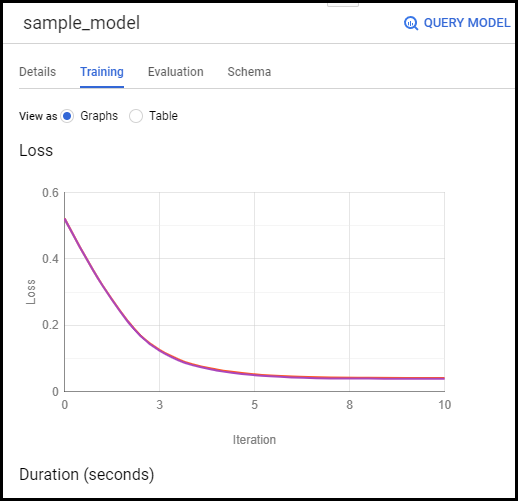 sample_model
QUERY MODEL
Details Training Evaluation Schema
View as Graphs Table
Loss
0.6
0.4
0.2
0
Loss
0 3 5 8 10
Iteration
Duration (seconds)